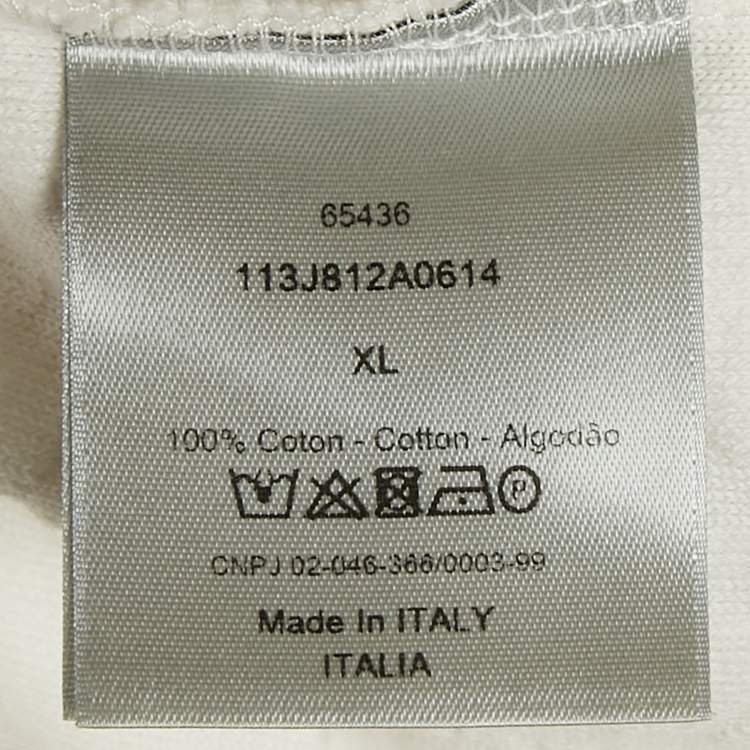 65436
113J812A0614
XL
100% Coton - Cotton - Algodão
P
CNPJ 02-046-366/0003-99
Made In ITALY
ITALIA